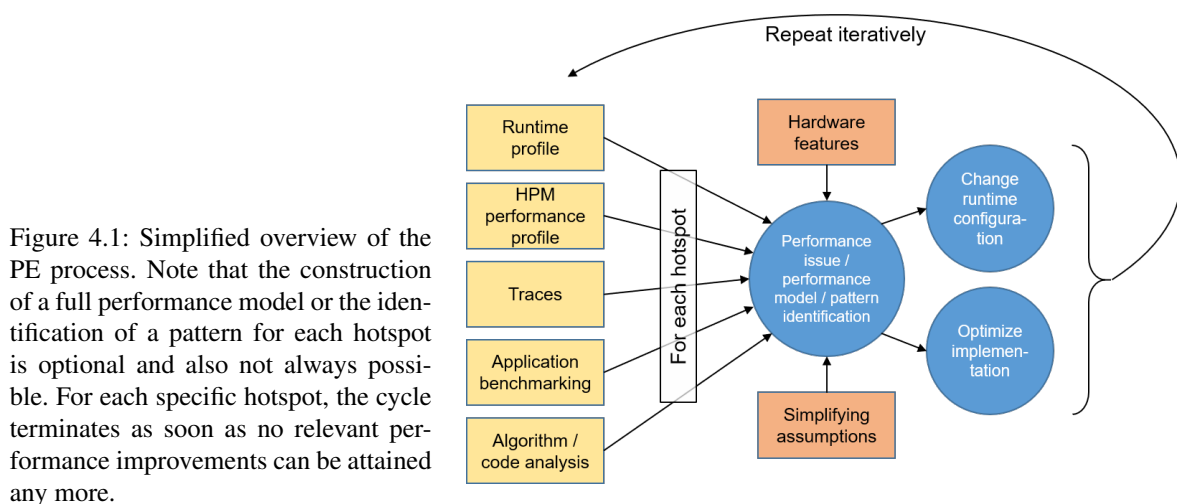 Figure 4.1: Simplified overview of the
PE process. Note that the construction
of a full performance model or the iden-
tification of a pattern for each hotspot
is optional and also not always possi-
ble. For each specific hotspot, the cycle
terminates as soon as no relevant per-
formance improvements can be attained
any more.
Repeat iteratively
Runtime
profile
HPM
performance
profile
Traces
Application
benchmarking
Algorithm /
code analysis
For each hotspot
Hardware
features
Performance
issue /
performance
model / pattern
identification
Simplifying
assumptions
Change
runtime
configura-
tion
Optimize
implemen-
tation